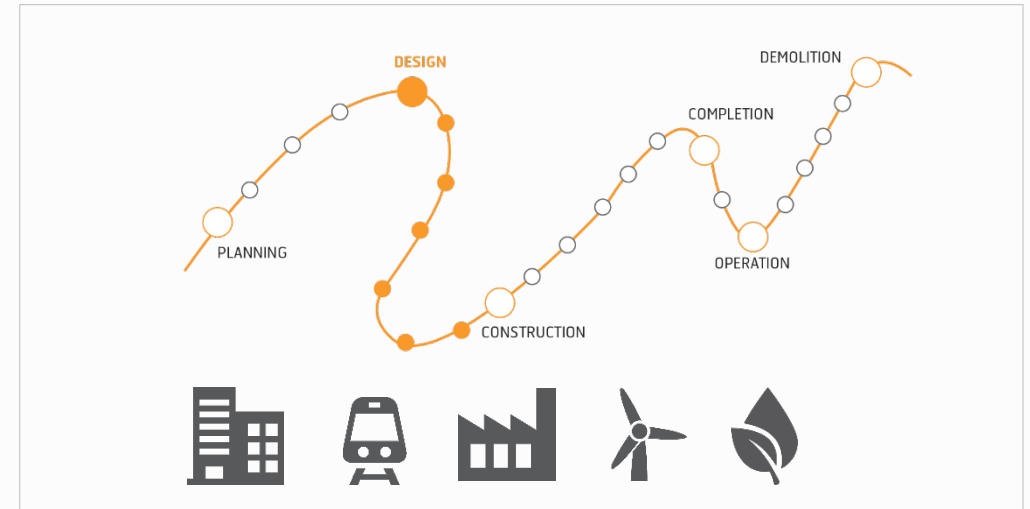 PLANNING
DESIGN
CONSTRUCTION
COMPLETION
OPERATION
DEMOLITION